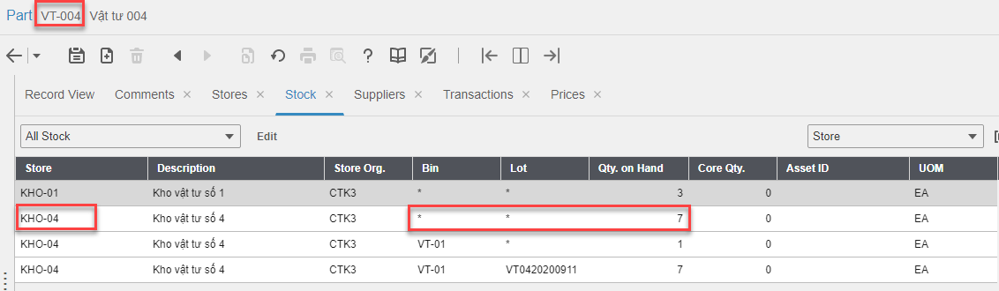 Part VT-004 Vật tư 004
Record View Comments × Stores × Stock × Suppliers × Transactions × Prices ×
All Stock Edit Store
Store Description Store Org. Bin Lot Qty. on Hand Core Qty. Asset ID UOM
KHO-01 Kho vật tư số 1 CTK3 * * 3 0 EA
KHO-04 Kho vật tư số 4 CTK3 * * 7 0 EA
KHO-04 Kho vật tư số 4 CTK3 VT-01 * 1 0 EA
KHO-04 Kho vật tư số 4 CTK3 VT-01 VT0420200911 7 0 EA